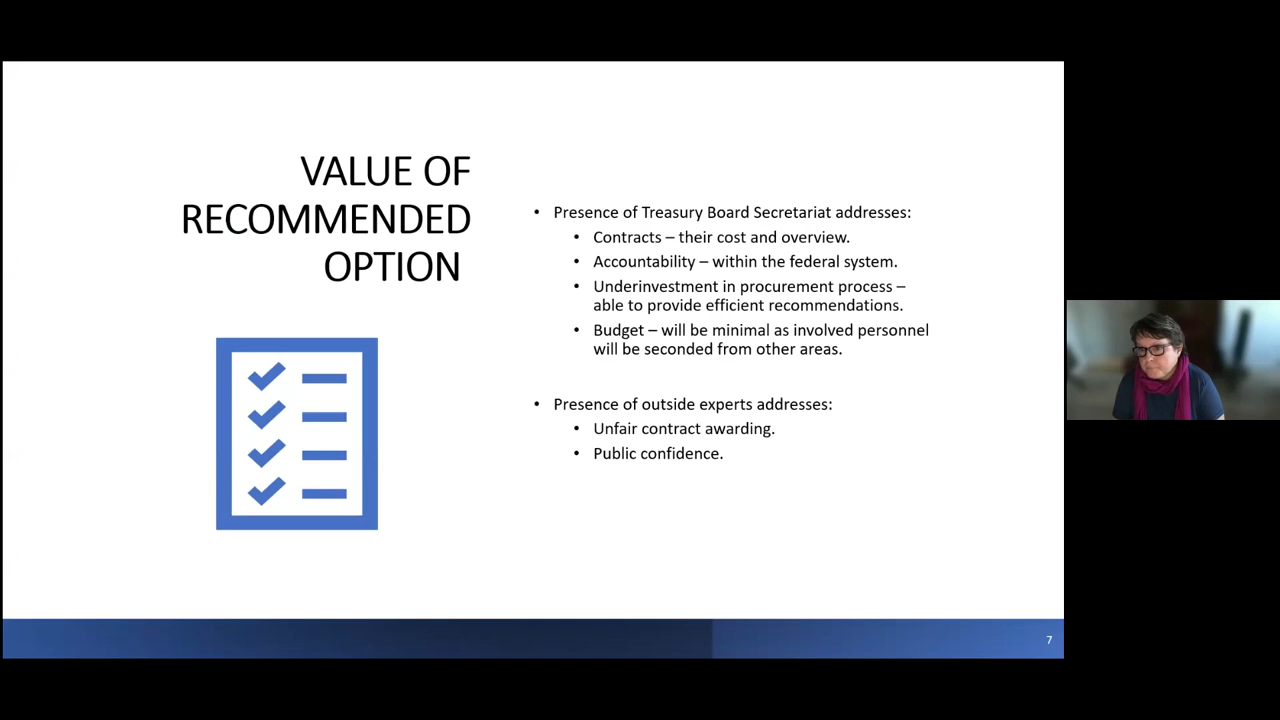 VALUE OF
RECOMMENDED
OPTION
• Presence of Treasury Board Secretariat addresses:
• Contracts – their cost and overview.
• Accountability – within the federal system.
• Underinvestment in procurement process –
able to provide efficient recommendations.
• Budget – will be minimal as involved personnel
will be seconded from other areas.
• Presence of outside experts addresses:
• Unfair contract awarding.
• Public confidence.
7